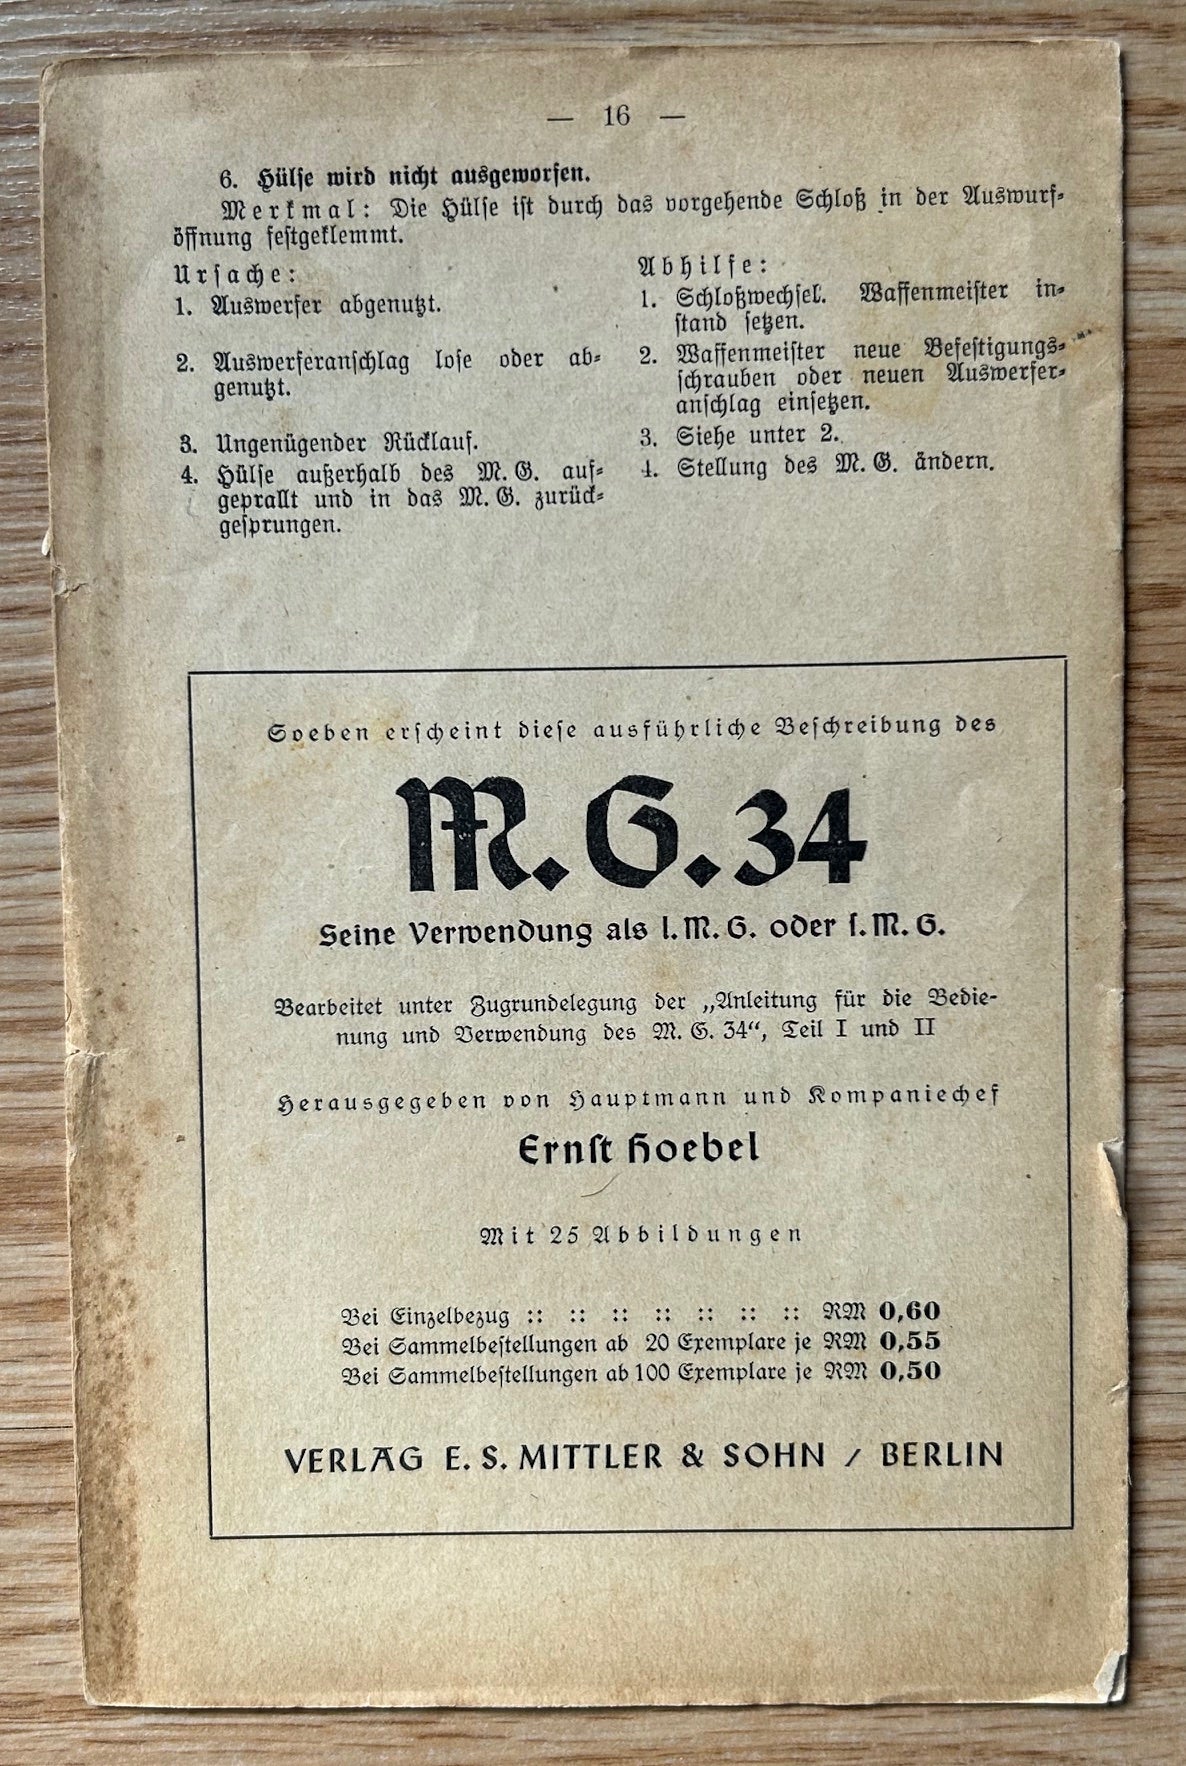 — 16 —
6. Hülse wird nicht ausgeworfen.
Merkmal: Die Hülse ist durch das vorgehende Schloß in der Auswurf-
öffnung festgeklemmt.
Ursache:
1. Auswerfer abgenutzt.
2. Auswerferanschlag lose oder ab-
genutzt.
3. Ungenügender Rücklauf.
4. Hülse außerhalb des M. G. auf-
geprallt und in das M. G. zurück-
gesprungen.
Abhilfe:
1. Schloßwechsel. Waffenmeister in-
stand setzen.
2. Waffenmeister neue Befestigungs-
schrauben oder neuen Auswerfer-
anschlag einsetzen.
3. Siehe unter 2.
4. Stellung des M. G. ändern.
Soeben erscheint diese ausführliche Beschreibung des
M. G. 34
Seine Verwendung als l. M. G. oder s. M. G.
Bearbeitet unter Zugrundelegung der „Anleitung für die Bedie-
nung und Verwendung des M. G. 34“, Teil I und II
Herausgegeben von Hauptmann und Kompaniechef
Ernst Hoebel
Mit 25 Abbildungen
Bei Einzelbezug :: :: :: :: :: :: :: RM 0,60
Bei Sammelbestellungen ab 20 Exemplare je RM 0,55
Bei Sammelbestellungen ab 100 Exemplare je RM 0,50
VERLAG E. S. MITTLER & SOHN / BERLIN